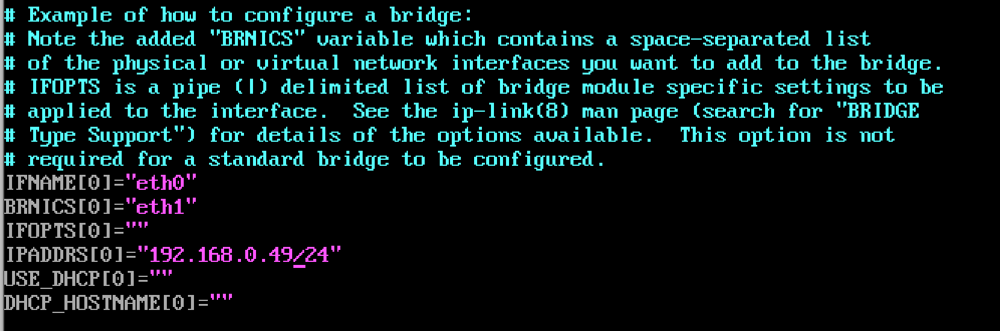 # Example of how to configure a bridge:
# Note the added "BRNICS" variable which contains a space-separated list
# of the physical or virtual network interfaces you want to add to the bridge.
# IFOPTS is a pipe (|) delimited list of bridge module specific settings to be
# applied to the interface.  See the ip-link(8) man page (search for "BRIDGE
# Type Support") for details of the options available.  This option is not
# required for a standard bridge to be configured.
IFNAME[0]="eth0"
BRNICS[0]="eth1"
IFOPTS[0]=""
IPADDRS[0]="192.168.0.49/24"
USE_DHCP[0]=""
DHCP_HOSTNAME[0]=""